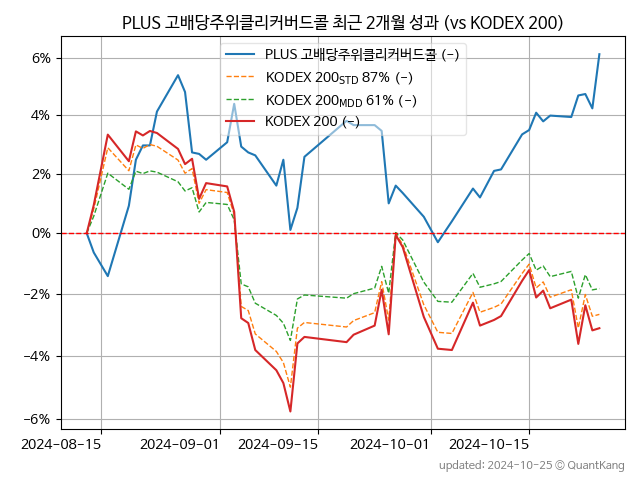 PLUS 고배당주위클리커버드콜 최근 2개월 성과 (vs KODEX 200)
PLUS 고배당주위클리커버드콜 (-)
KODEX 200STD 87% (-)
KODEX 200MDD 61% (-)
KODEX 200 (-)
6%
4%
2%
0%
−2%
−4%
−6%
2024-08-15
2024-09-01
2024-09-15
2024-10-01
2024-10-15
updated: 2024-10-25 © QuantKang